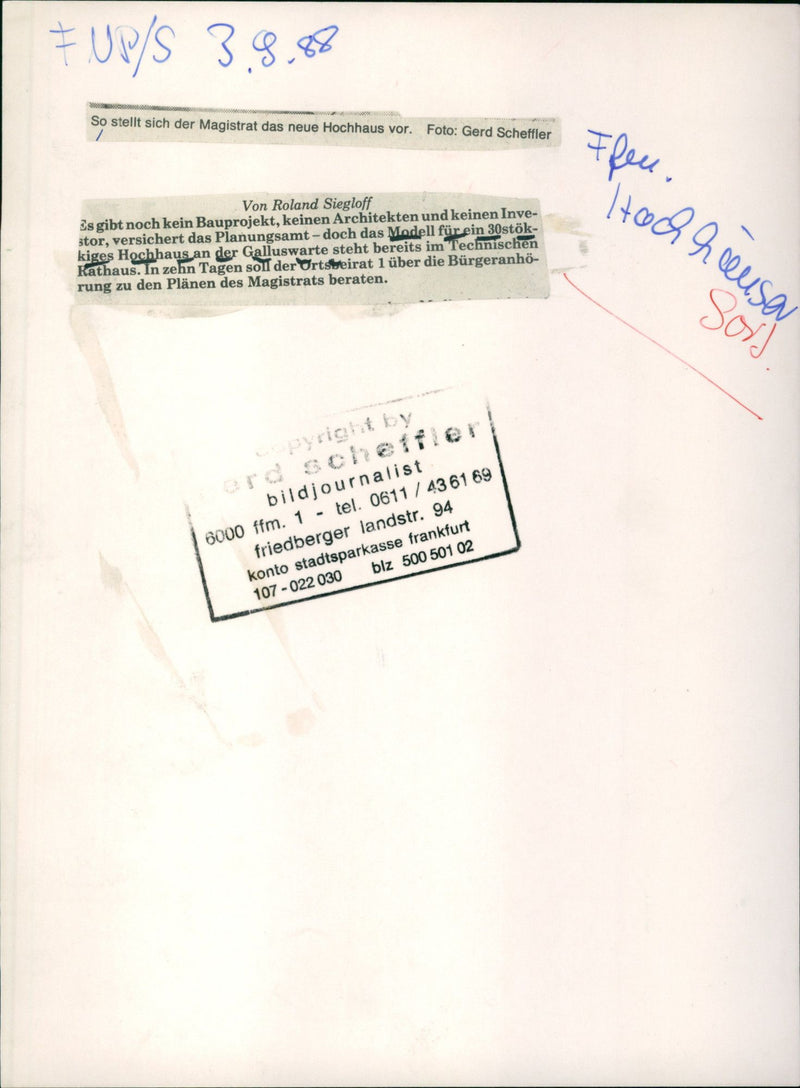 FNP/S 3.9.88
So stellt sich der Magistrat das neue Hochhaus vor. Foto: Gerd Scheffler
Ffm.
Hochhäuser
Von Roland Siegloff
Es gibt noch kein Bauprojekt, keinen Architekten und keinen Inve-
stor, versichert das Planungsamt – doch das Modell für ein 30stök-
kiges Hochhaus an der Galluswarte steht bereits im Technischen
Rathaus. In zehn Tagen soll der Ortsbeirat 1 über die Bürgeranhö-
rung zu den Plänen des Magistrats beraten.
copyright by
gerd scheffler
bildjournalist
6000 ffm. 1 - tel. 0611 / 43 61 69
friedberger landstr. 94
konto stadtsparkasse frankfurt
107-022 030 blz 500 501 02